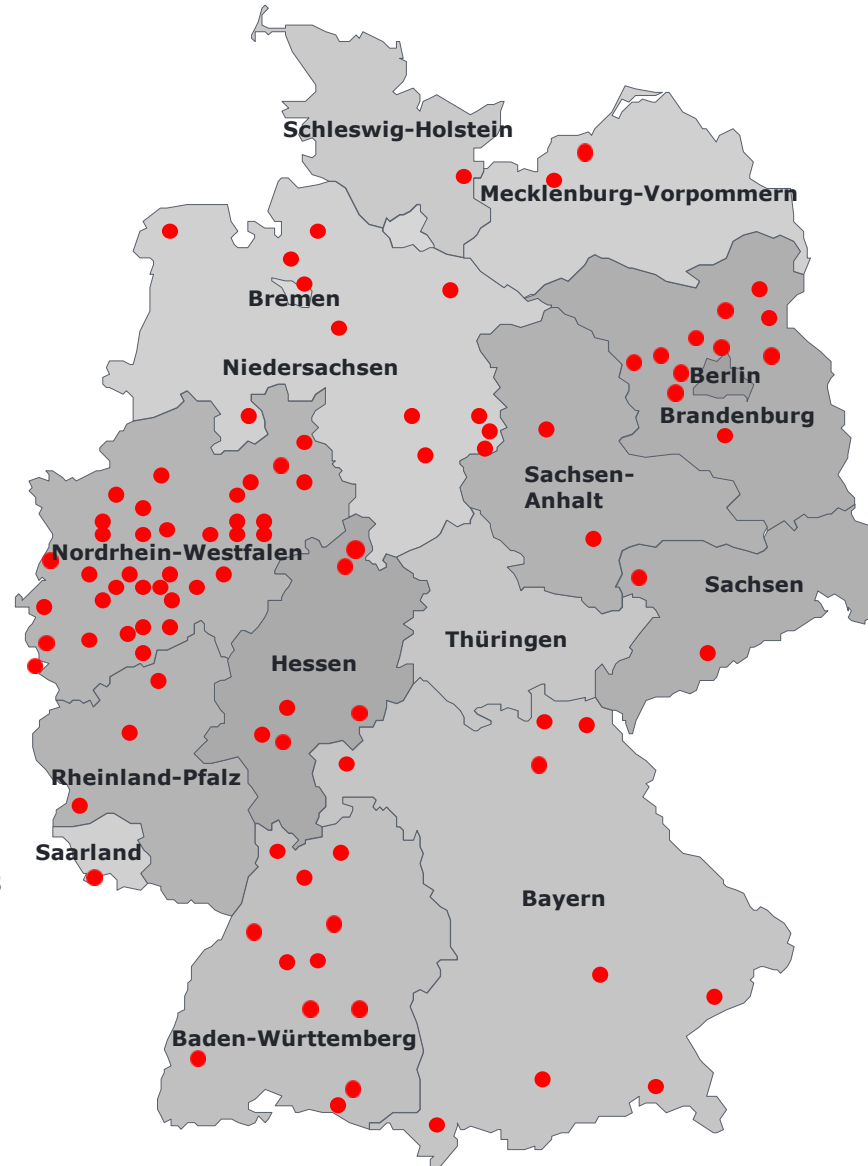 Schleswig-Holstein
Mecklenburg-Vorpommern
Bremen
Niedersachsen
Berlin
Brandenburg
Sachsen-
Anhalt
Nordrhein-Westfalen
Sachsen
Thüringen
Hessen
Rheinland-Pfalz
Saarland
Bayern
Baden-Württemberg